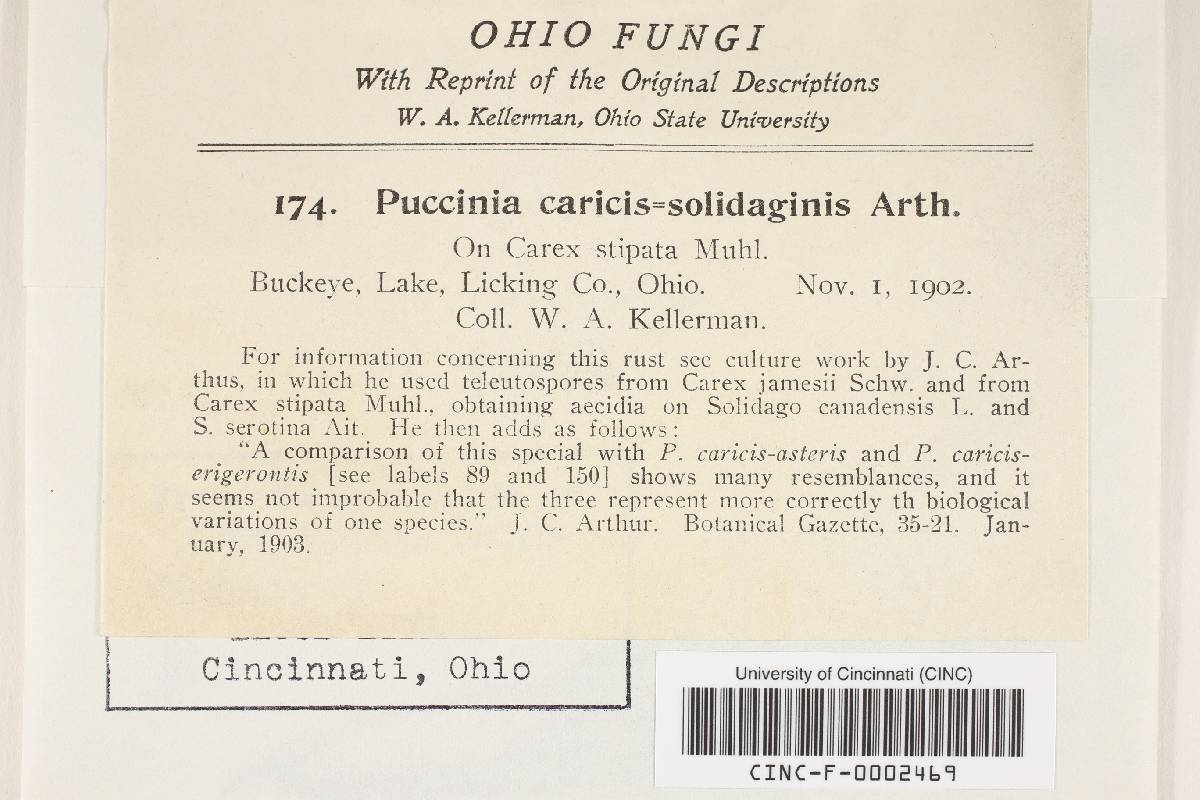 OHIO FUNGI
With Reprint of the Original Descriptions
W. A. Kellerman, Ohio State University
174. Puccinia caricis=solidaginis Arth.
On Carex stipata Muhl.
Buckeye, Lake, Licking Co., Ohio. Nov. 1, 1902.
Coll. W. A. Kellerman.
For information concerning this rust see culture work by J. C. Ar-
thus, in which he used teleutospores from Carex jamesii Schw. and from
Carex stipata Muhl., obtaining aecidia on Solidago canadensis L. and
S. serotina Ait. He then adds as follows:
"A comparison of this special with P. caricis-asteris and P. caricis-
erigerontis [see labels 89 and 150] shows many resemblances, and it
seems not improbable that the three represent more correctly th biological
variations of one species." J. C. Arthur. Botanical Gazette, 35-21. Jan-
uary, 1903.
Cincinnati, Ohio
University of Cincinnati (CINC)
CINC-F-0002469